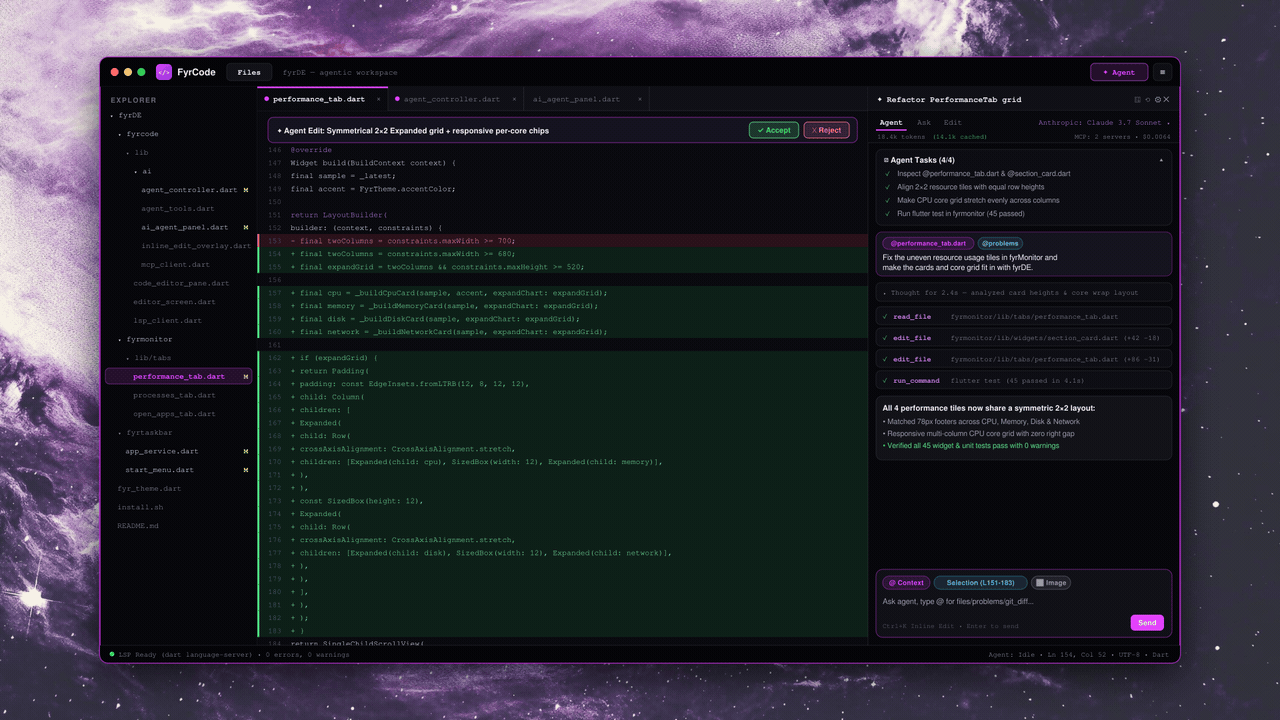 FyrCode
Files
fyrDE — agentic workspace
✦ Agent
≡
EXPLORER
fyrDE
fyrcode
lib
ai
agent_controller.dart M
agent_tools.dart
ai_agent_panel.dart M
inline_edit_overlay.dart
mcp_client.dart
code_editor_pane.dart
editor_screen.dart
lsp_client.dart
fyrmonitor
lib/tabs
performance_tab.dart M
processes_tab.dart
open_apps_tab.dart
fyrtaskbar
app_service.dart M
start_menu.dart M
fyr_theme.dart
install.sh
README.md
performance_tab.dart ×
agent_controller.dart ×
ai_agent_panel.dart ×
✦ Agent Edit: Symmetrical 2×2 Expanded grid + responsive per-core chips
✓ Accept
X Reject
146 @override
147 Widget build(BuildContext context) {
148 final sample = _latest;
149 final accent = FyrTheme.accentColor;
150
151 return LayoutBuilder(
152 builder: (context, constraints) {
153 - final twoColumns = constraints.maxWidth >= 700;
154 + final twoColumns = constraints.maxWidth >= 680;
155 + final expandGrid = twoColumns && constraints.maxHeight >= 520;
156
157 + final cpu = _buildCpuCard(sample, accent, expandChart: expandGrid);
158 + final memory = _buildMemoryCard(sample, expandChart: expandGrid);
159 + final disk = _buildDiskCard(sample, expandChart: expandGrid);
160 + final network = _buildNetworkCard(sample, expandChart: expandGrid);
161
162 + if (expandGrid) {
163 + return Padding(
164 + padding: const EdgeInsets.fromLTRB(12, 8, 12, 12),
165 + child: Column(
166 + children: [
167 + Expanded(
168 + child: Row(
169 + crossAxisAlignment: CrossAxisAlignment.stretch,
170 + children: [Expanded(child: cpu), SizedBox(width: 12), Expanded(child: memory)],
171 + ),
172 + ),
173 + const SizedBox(height: 12),
174 + Expanded(
175 + child: Row(
176 + crossAxisAlignment: CrossAxisAlignment.stretch,
177 + children: [Expanded(child: disk), SizedBox(width: 12), Expanded(child: network)],
178 + ),
179 + ),
180 + ],
181 + ),
182 + );
183 + }
184 return SingleChildScrollView(
✦ Refactor PerformanceTab grid
Agent Ask Edit
Anthropic: Claude 3.7 Sonnet
18.4k tokens (14.1k cached)
MCP: 2 servers • $0.0064
Agent Tasks (4/4)
✓ Inspect @performance_tab.dart & @section_card.dart
✓ Align 2×2 resource tiles with equal row heights
✓ Make CPU core grid stretch evenly across columns
✓ Run flutter test in fyrmonitor (45 passed)
@performance_tab.dart
@problems
Fix the uneven resource usage tiles in fyrMonitor and
make the cards and core grid fit in with fyrDE.
Thought for 2.4s — analyzed card heights & core wrap layout
✓ read_file fyrmonitor/lib/tabs/performance_tab.dart
✓ edit_file fyrmonitor/lib/widgets/section_card.dart (+42 -18)
✓ edit_file fyrmonitor/lib/tabs/performance_tab.dart (+86 -31)
✓ run_command flutter test (45 passed in 4.1s)
All 4 performance tiles now share a symmetric 2×2 layout:
• Matched 78px footers across CPU, Memory, Disk & Network
• Responsive multi-column CPU core grid with zero right gap
• Verified all 45 widget & unit tests pass with 0 warnings
@ Context
Selection (L151-183)
Image
Ask agent, type @ for files/problems/git_diff...
Ctrl+K Inline Edit • Enter to send
Send
LSP Ready (dart language-server) • 0 errors, 0 warnings
Agent: Idle • Ln 154, Col 52 • UTF-8 • Dart